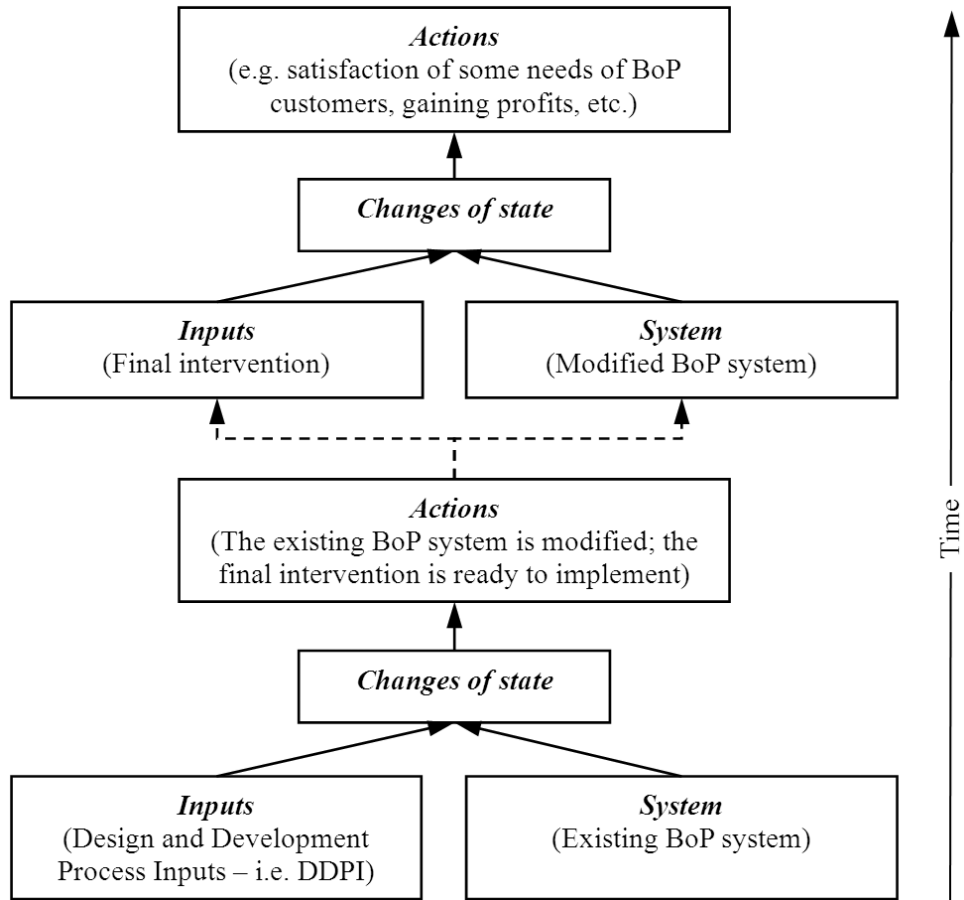 Actions
(e.g. satisfaction of some needs of BoP
customers, gaining profits, etc.)
Changes of state
Inputs
(Final intervention)
System
(Modified BoP system)
Actions
(The existing BoP system is modified; the
final intervention is ready to implement)
Changes of state
Inputs
(Design and Development
Process Inputs – i.e. DDPI)
System
(Existing BoP system)
Time